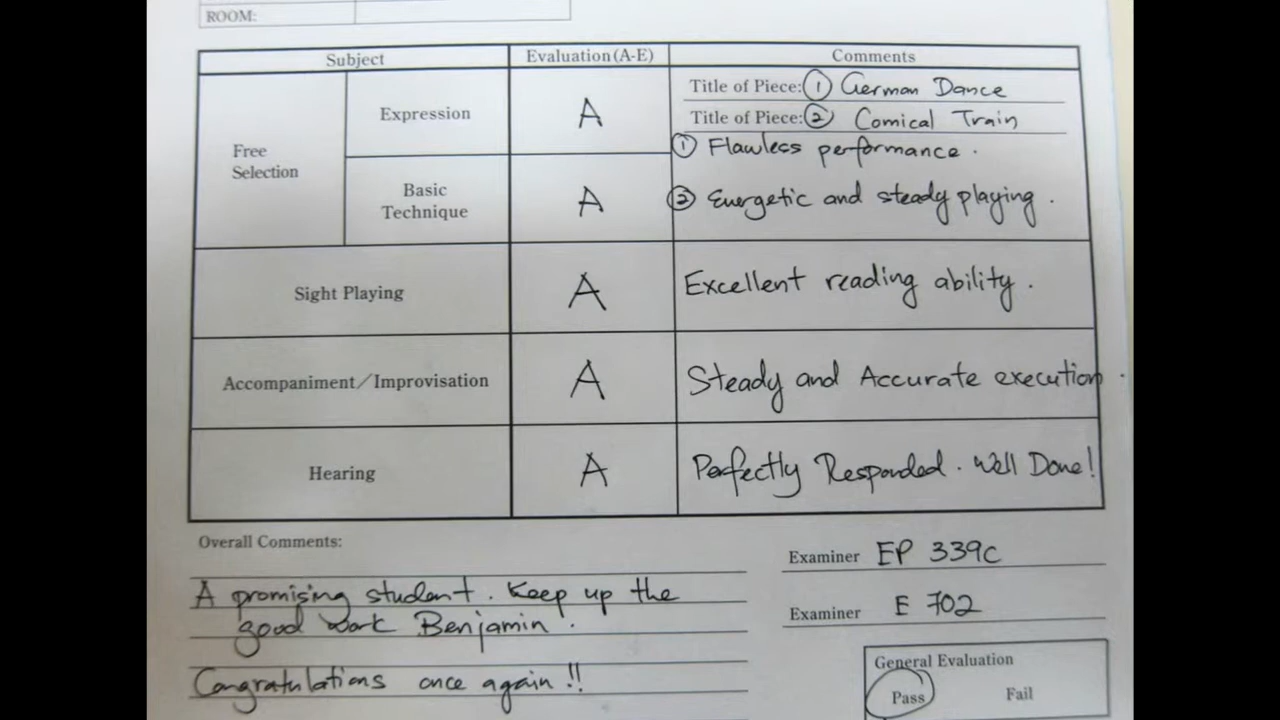 ROOM:
Subject Evaluation(A-E) Comments
Free Selection Expression A Title of Piece: ① German Dance
Title of Piece: ② Comical Train
① Flawless performance.
Basic Technique A ② Energetic and steady playing.
Sight Playing A Excellent reading ability.
Accompaniment/Improvisation A Steady and Accurate execution.
Hearing A Perfectly Responded. Well Done!
Overall Comments:
A promising student. Keep up the
good work Benjamin.
Congratulations once again!!
Examiner EP 339C
Examiner E 702
General Evaluation
Pass Fail